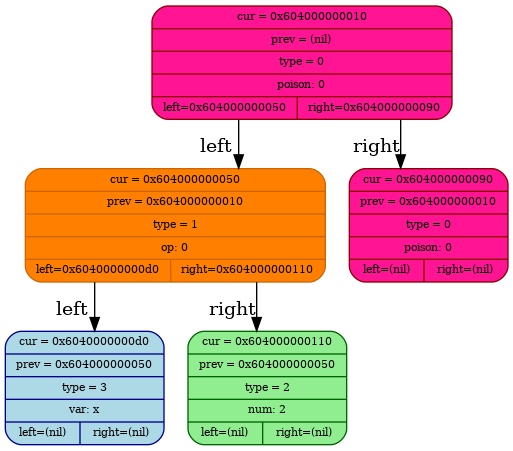 cur = 0x604000000010
prev = (nil)
type = 0
poison: 0
left=0x604000000050 right=0x604000000090
left right
cur = 0x604000000050
prev = 0x604000000010
type = 1
op: 0
left=0x6040000000d0 right=0x604000000110
cur = 0x604000000090
prev = 0x604000000010
type = 0
poison: 0
left=(nil) right=(nil)
left right
cur = 0x6040000000d0
prev = 0x604000000050
type = 3
var: x
left=(nil) right=(nil)
cur = 0x604000000110
prev = 0x604000000050
type = 2
num: 2
left=(nil) right=(nil)